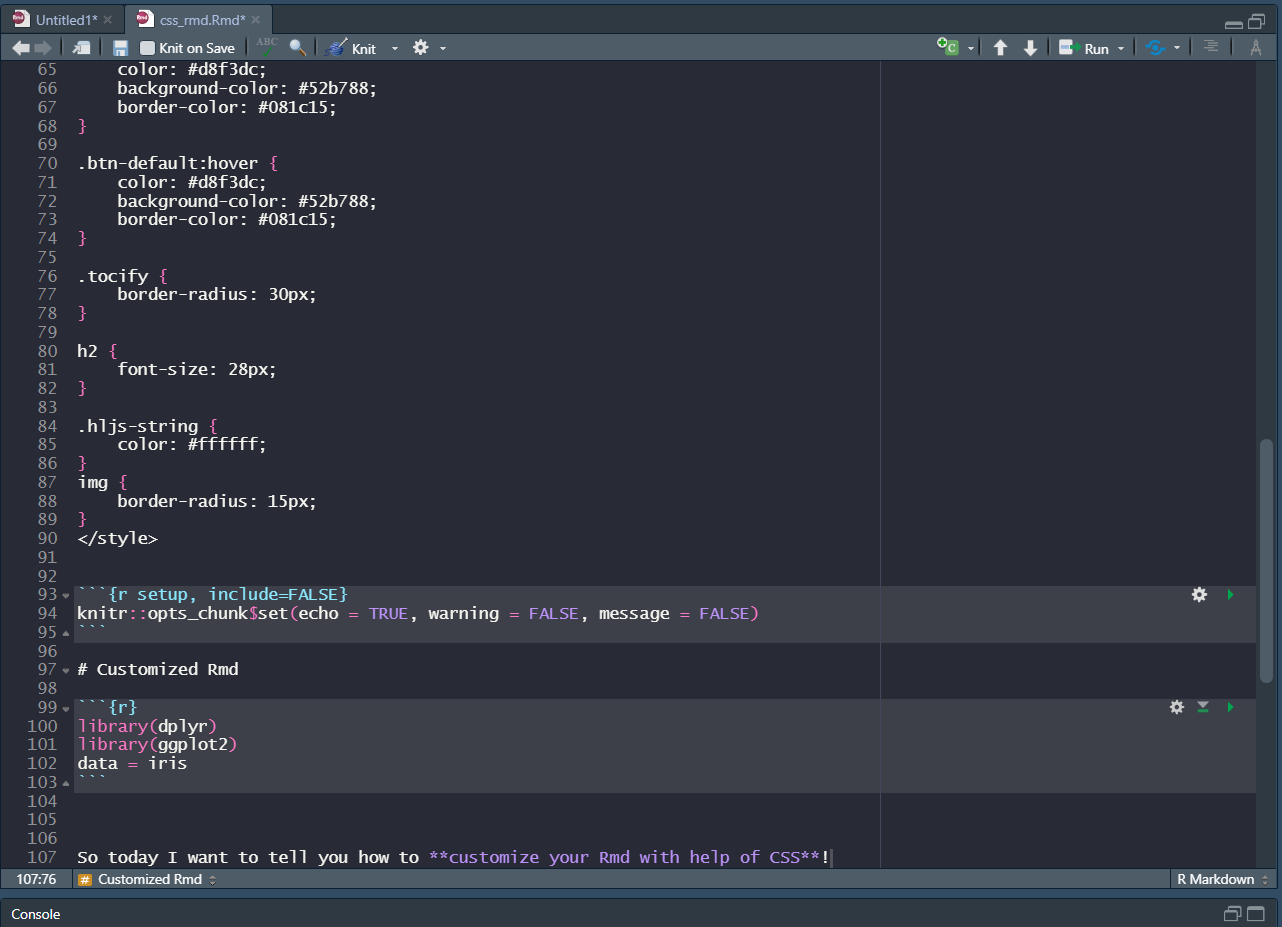 Untitled1*
css_rmd.Rmd*
Knit on Save ABC Knit C Run
65 color: #d8f3dc;
66 background-color: #52b788;
67 border-color: #081c15;
68 }
69
70 .btn-default:hover {
71 color: #d8f3dc;
72 background-color: #52b788;
73 border-color: #081c15;
74 }
75
76 .tocify {
77 border-radius: 30px;
78 }
79
80 h2 {
81 font-size: 28px;
82 }
83
84 .hljs-string {
85 color: #ffffff;
86 }
87 img {
88 border-radius: 15px;
89 }
90 </style>
91
92
93 ```{r setup, include=FALSE}
94 knitr::opts_chunk$set(echo = TRUE, warning = FALSE, message = FALSE)
95 ```
96
97 # Customized Rmd
98
99 ```{r}
100 library(dplyr)
101 library(ggplot2)
102 data = iris
103 ```
104
105
106
107 So today I want to tell you how to **customize your Rmd with help of CSS**!
107:76 # Customized Rmd R Markdown
Console